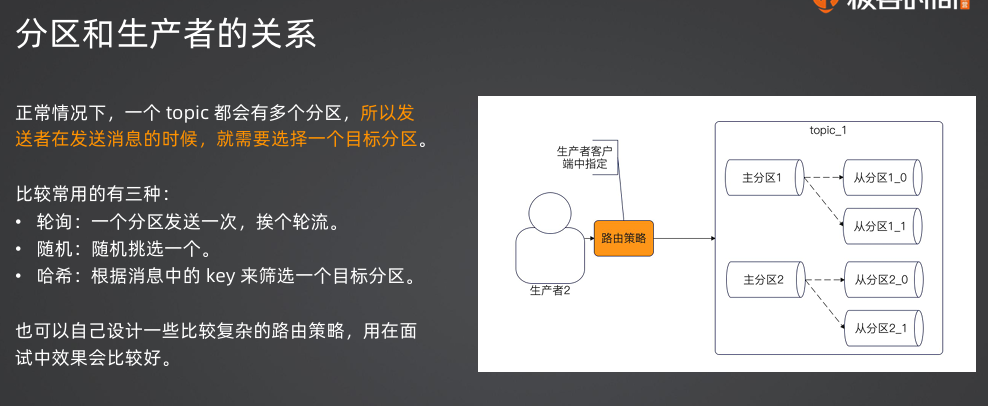 分区和生产者的关系
正常情况下，一个 topic 都会有多个分区，所以发
送者在发送消息的时候，就需要选择一个目标分区。
比较常用的有三种：
• 轮询：一个分区发送一次，挨个轮流。
• 随机：随机挑选一个。
• 哈希：根据消息中的 key 来筛选一个目标分区。
也可以自己设计一些比较复杂的路由策略，用在面
试中效果会比较好。
topic_1
生产者客户
端中指定
主分区1
从分区1_0
从分区1_1
路由策略
主分区2
从分区2_0
从分区2_1
生产者2